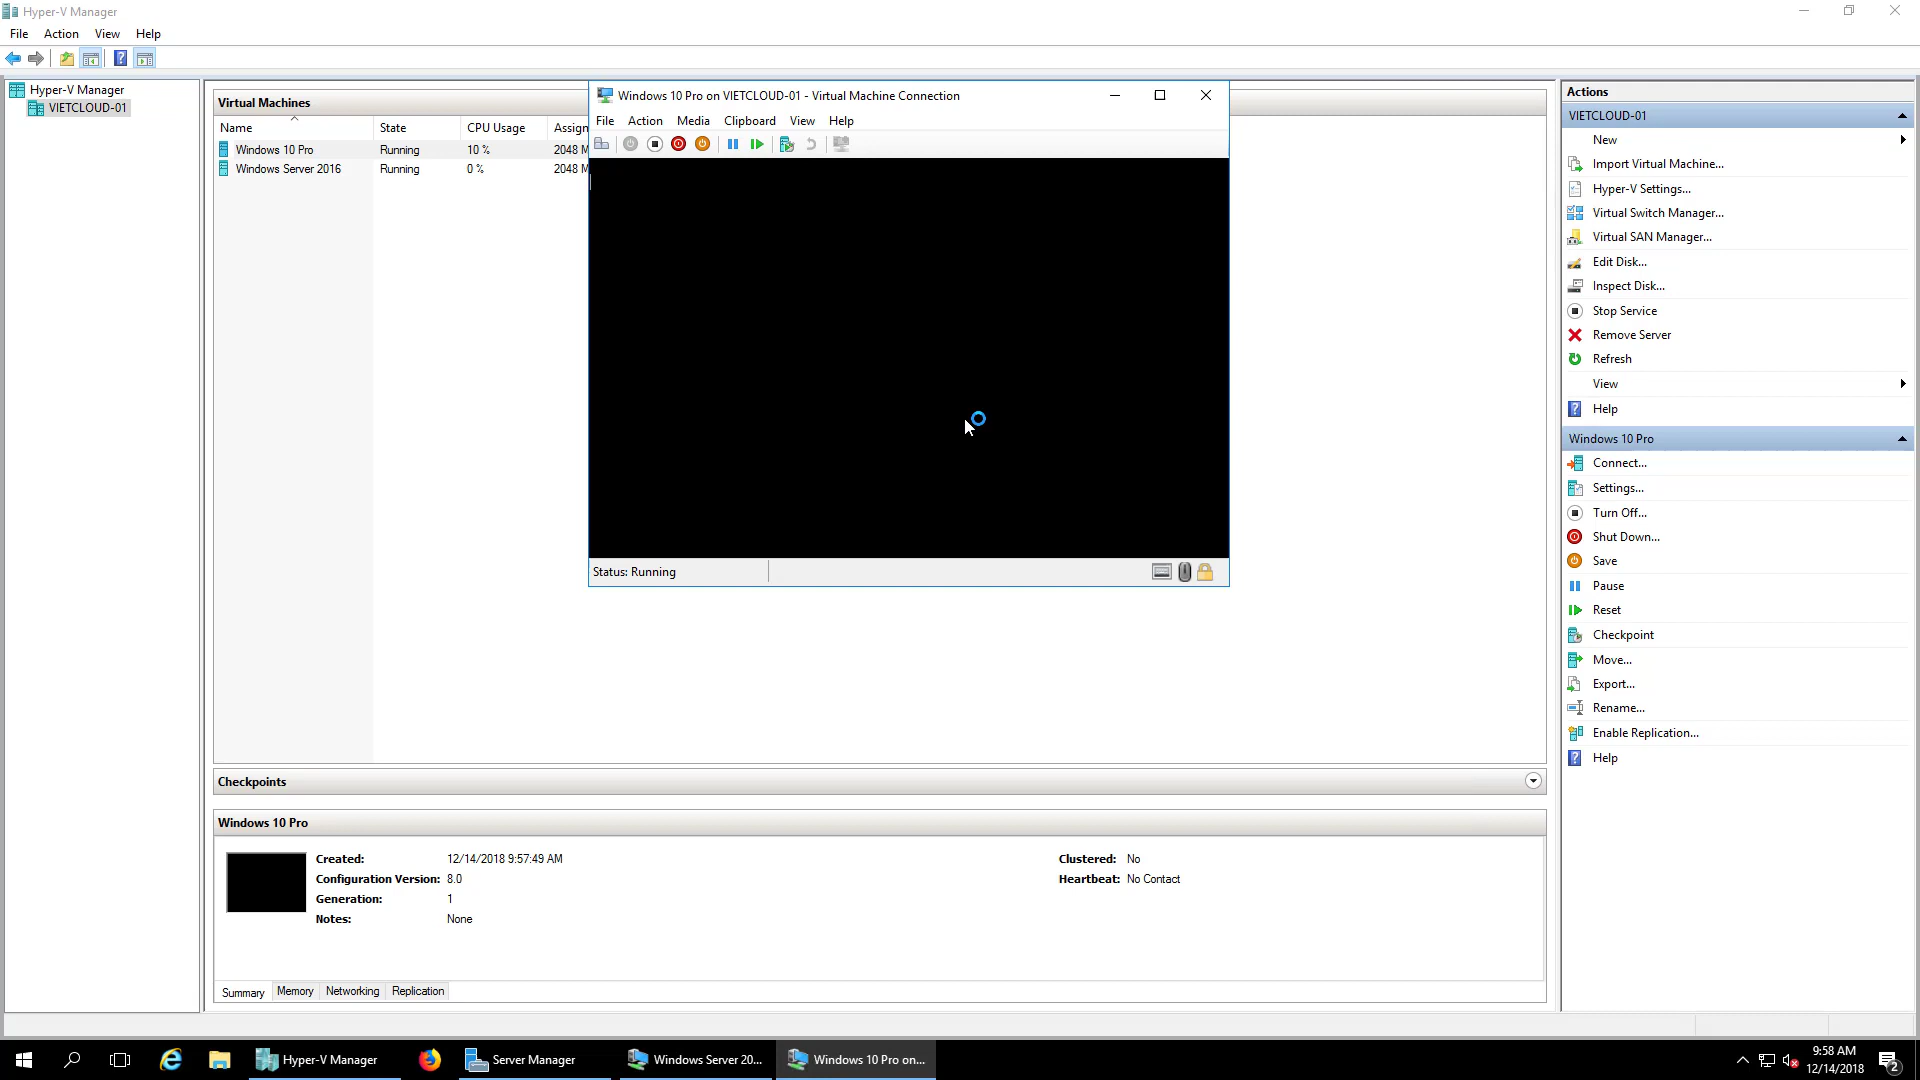 Hyper-V Manager
File Action View Help
Hyper-V Manager
VIETCLOUD-01
Virtual Machines
Name State CPU Usage Assign
Windows 10 Pro Running 10 % 2048 M
Windows Server 2016 Running 0 % 2048 M
Windows 10 Pro on VIETCLOUD-01 - Virtual Machine Connection
File Action Media Clipboard View Help
Status: Running
Checkpoints
Windows 10 Pro
Created: 12/14/2018 9:57:49 AM
Configuration Version: 8.0
Generation: 1
Notes: None
Clustered: No
Heartbeat: No Contact
Summary Memory Networking Replication
Actions
VIETCLOUD-01
New
Import Virtual Machine...
Hyper-V Settings...
Virtual Switch Manager...
Virtual SAN Manager...
Edit Disk...
Inspect Disk...
Stop Service
Remove Server
Refresh
View
Help
Windows 10 Pro
Connect...
Settings...
Turn Off...
Shut Down...
Save
Pause
Reset
Checkpoint
Move...
Export...
Rename...
Enable Replication...
Help
Hyper-V Manager
Server Manager
Windows Server 20...
Windows 10 Pro on...
9:58 AM
12/14/2018
2